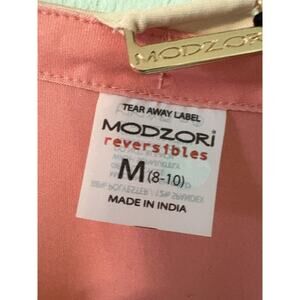 MODZORI
TEAR AWAY LABEL
MODZORI
reversibles
M (8-10)
MADE IN INDIA